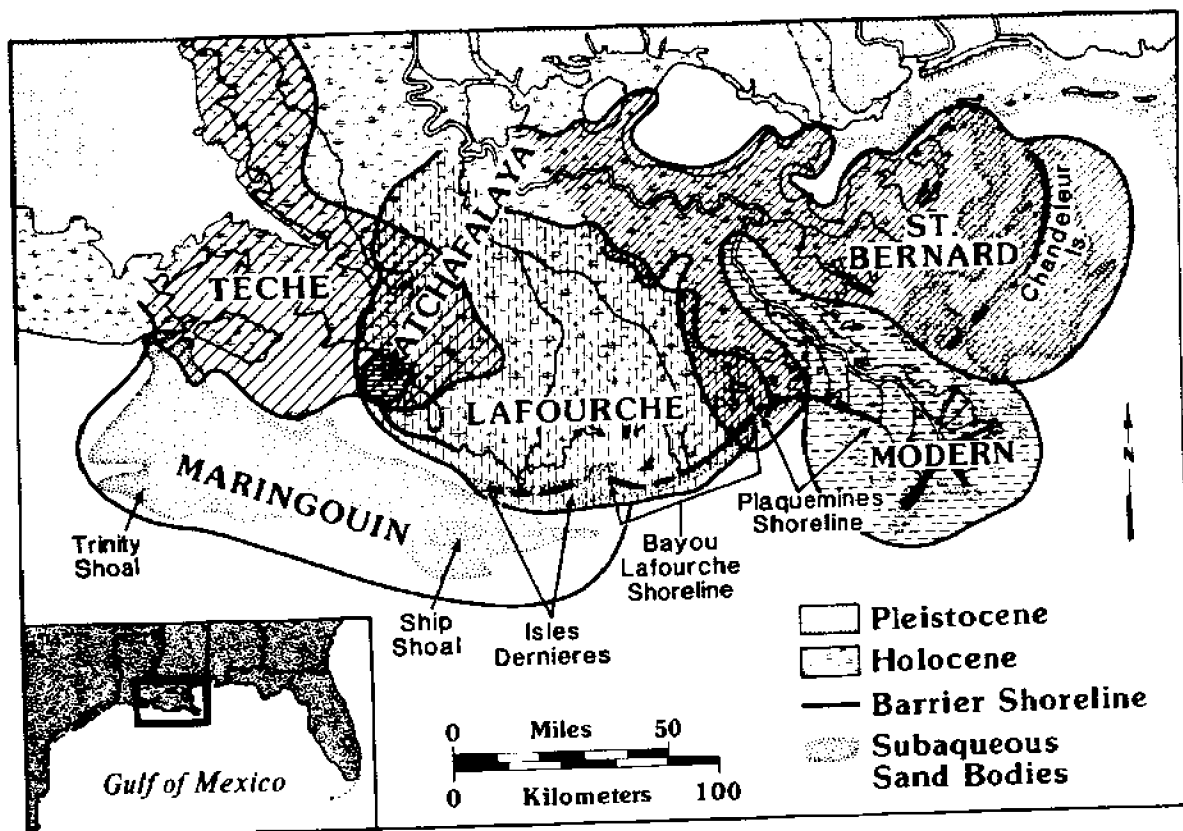 ATCHAFALAYA
TECHE
ST.
BERNARD
Chandeleur
Is.
LAFOURCHE
MODERN
MARINGOUIN
Trinity
Shoal
Ship
Shoal
Isles
Dernieres
Bayou
Lafourche
Shoreline
Plaquemines
Shoreline
N
Gulf of Mexico
0 Miles 50
0 Kilometers 100
Pleistocene
Holocene
Barrier Shoreline
Subaqueous
Sand Bodies